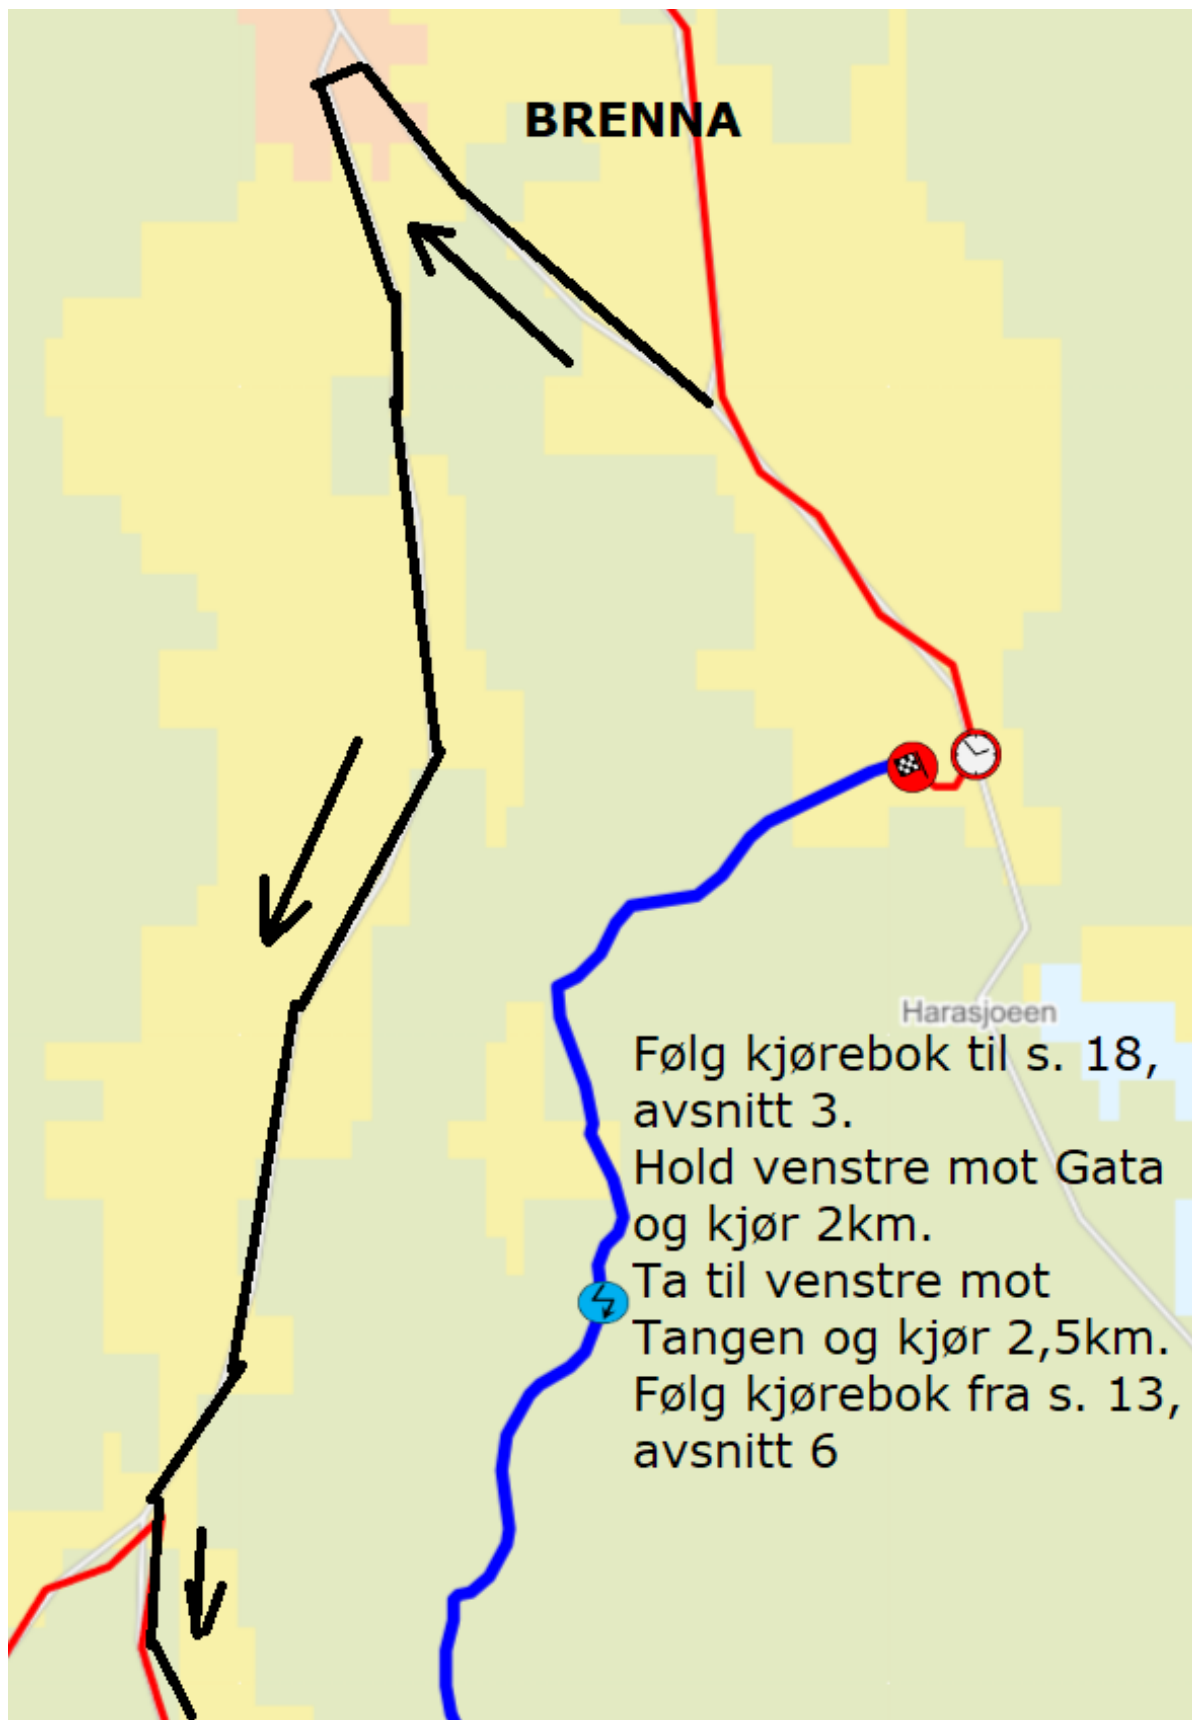 BRENNA
Harasjoeen
Følg kjørebok til s. 18,
avsnitt 3.
Hold venstre mot Gata
og kjør 2km.
Ta til venstre mot
Tangen og kjør 2,5km.
Følg kjørebok fra s. 13,
avsnitt 6